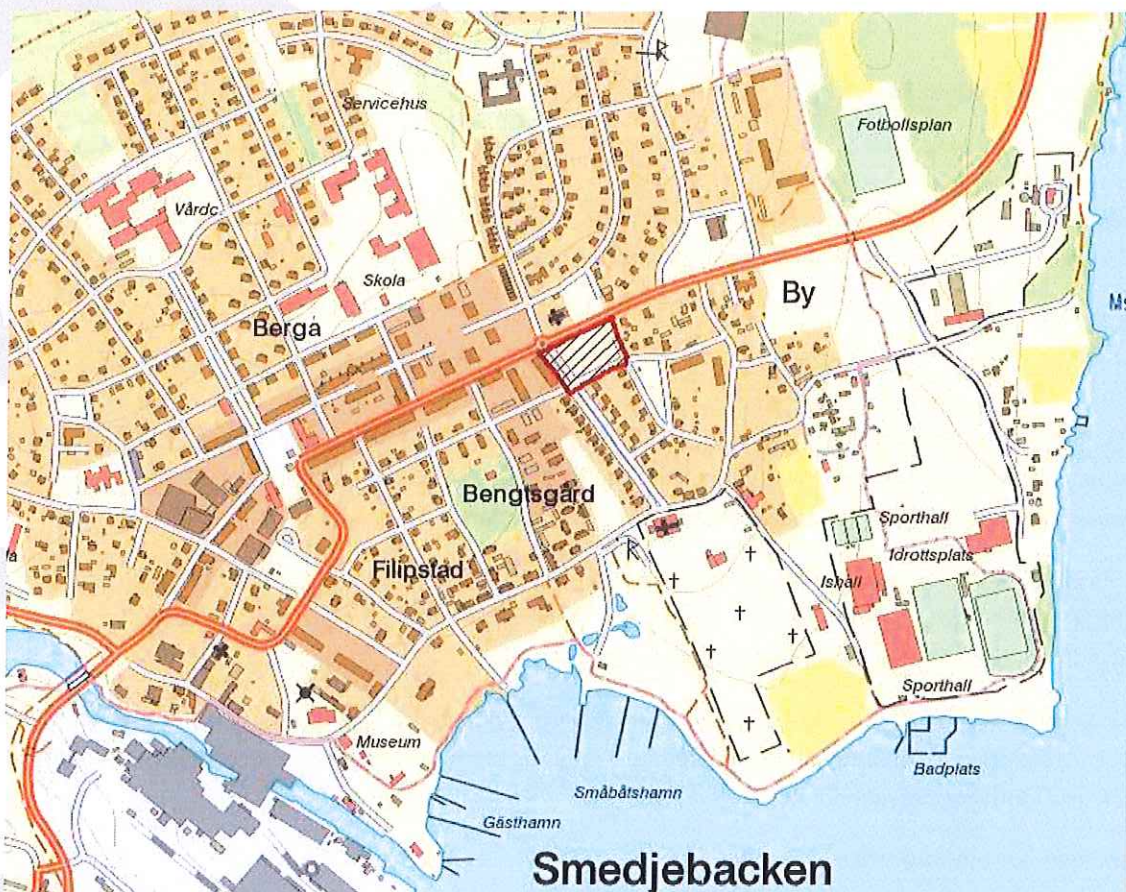 Servicehus
Fotbollsplan
Vårdc
Skola
By
Berga
Bengtsgård
Sporthall
Idrottsplats
Filipstad
Ishall
Sporthall
Museum
Badplats
Småbåtshamn
Gästhamn
Smedjebacken